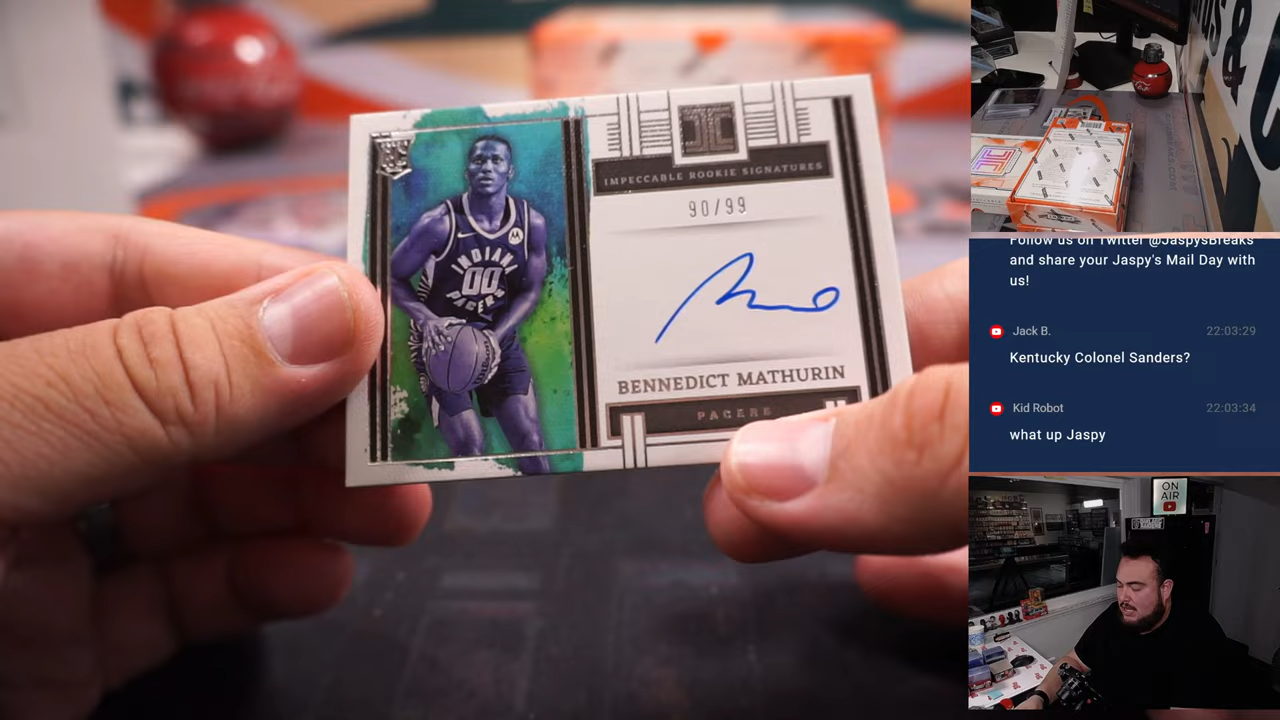 RC
IMPECCABLE ROOKIE SIGNATURES
90/99
INDIANA
00
PACERS
BENNEDICT MATHURIN
PACERS
Follow us on Twitter @JaspysBreaks
and share your Jaspy's Mail Day with
us!
Jack B. 22:03:29
Kentucky Colonel Sanders?
Kid Robot 22:03:34
what up Jaspy
ON
AIR